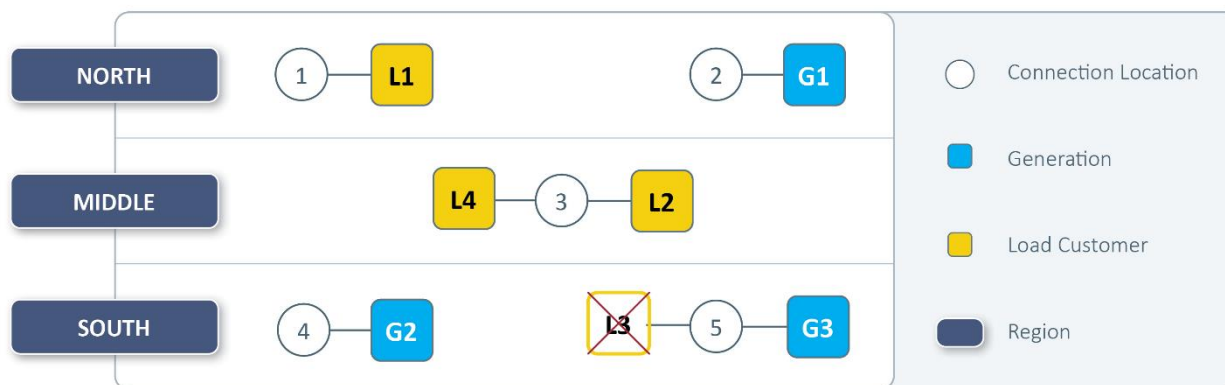 NORTH
1
L1
2
G1
Connection Location
Generation
MIDDLE
L4
3
L2
Load Customer
SOUTH
4
G2
L3
5
G3
Region